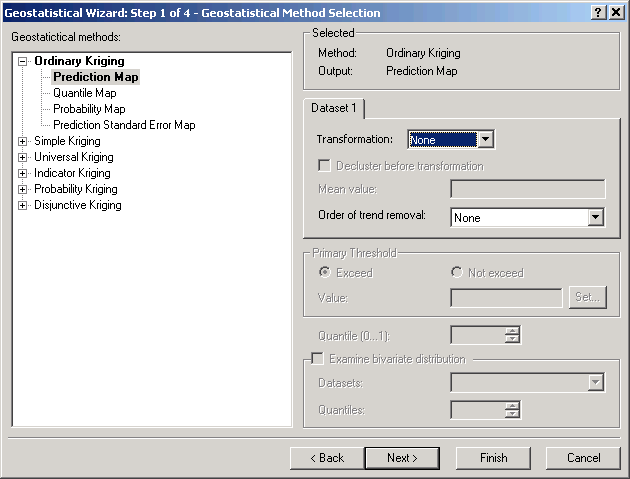 Geostatistical Wizard: Step 1 of 4 - Geostatistical Method Selection
Geostatictical methods:
Ordinary Kriging
Prediction Map
Quantile Map
Probability Map
Prediction Standard Error Map
Simple Kriging
Universal Kriging
Indicator Kriging
Probability Kriging
Disjunctive Kriging
Selected
Method: Ordinary Kriging
Output: Prediction Map
Dataset 1
Transformation: None
Decluster before transformation
Mean value:
Order of trend removal: None
Primary Threshold
Exceed Not exceed
Value: Set...
Quantile (0...1):
Examine bivariate distribution
Datasets:
Quantiles:
< Back Next > Finish Cancel